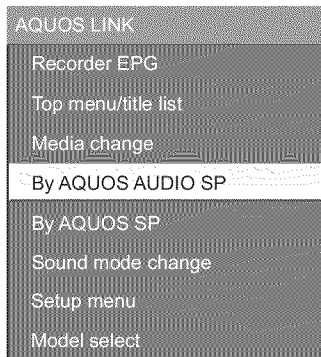 AQUOS LINK
Recorder EPG
Top menu/title list
Media change
By AQUOS AUDIO SP
By AQUOS SP
Sound mode change
Setup menu
Model select